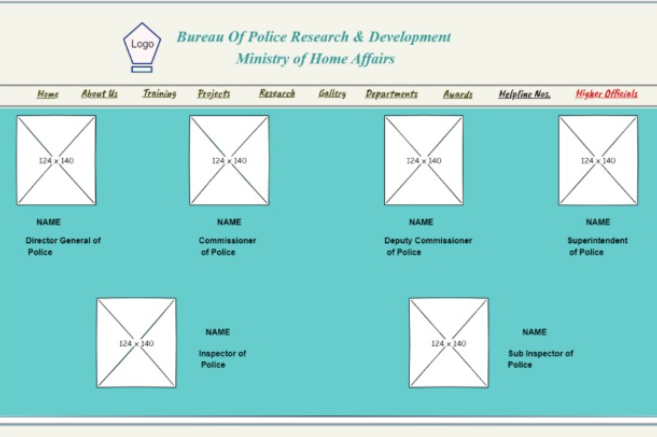 Logo
Bureau Of Police Research & Development
Ministry of Home Affairs
Home About Us Training Projects Research Gallery Departments Awards Helpline Nos. Higher Officials
124 x 140 124 x 140 124 x 140 124 x 140
NAME NAME NAME NAME
Director General of Commissioner Deputy Commissioner Superintendent
Police of Police of Police of Police
124 x 140 124 x 140
NAME NAME
Inspector of Sub Inspector of
Police Police